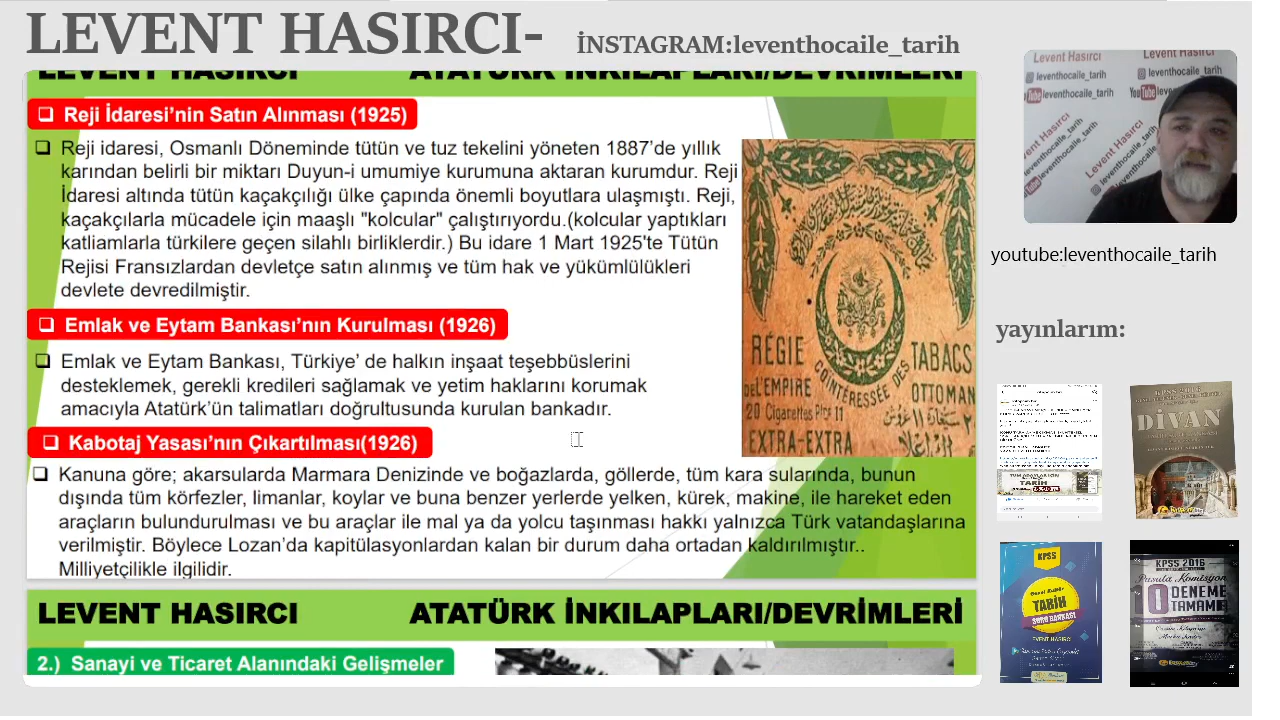 LEVENT HASIRCI-
İNSTAGRAM:leventhocaile_tarih
LEVENT HASIRCI ATATÜRK İNKILAPLARI/DEVRİMLERİ
Reji İdaresi’nin Satın Alınması (1925)
Reji idaresi, Osmanlı Döneminde tütün ve tuz tekelini yöneten 1887’de yıllık
karından belirli bir miktarı Duyun-i umumiye kurumuna aktaran kurumdur. Reji
İdaresi altında tütün kaçakçılığı ülke çapında önemli boyutlara ulaşmıştı. Reji,
kaçakçılarla mücadele için maaşlı "kolcular" çalıştırıyordu.(kolcular yaptıkları
katliamlarla türkilere geçen silahlı birliklerdir.) Bu idare 1 Mart 1925'te Tütün
Rejisi Fransızlardan devletçe satın alınmış ve tüm hak ve yükümlülükleri
devlete devredilmiştir.
RÉGIE
TABACS
DE L'EMPIRE
OTTOMAN
COINTERESSÉE DES
20 Cigarettes
EXTRA-EXTRA
Emlak ve Eytam Bankası’nın Kurulması (1926)
Emlak ve Eytam Bankası, Türkiye’ de halkın inşaat teşebbüslerini
desteklemek, gerekli kredileri sağlamak ve yetim haklarını korumak
amacıyla Atatürk’ün talimatları doğrultusunda kurulan bankadır.
Kabotaj Yasası’nın Çıkartılması(1926)
Kanuna göre; akarsularda Marmara Denizinde ve boğazlarda, göllerde, tüm kara sularında, bunun
dışında tüm körfezler, limanlar, koylar ve buna benzer yerlerde yelken, kürek, makine, ile hareket eden
araçların bulundurulması ve bu araçlar ile mal ya da yolcu taşınması hakkı yalnızca Türk vatandaşlarına
verilmiştir. Böylece Lozan’da kapitülasyonlardan kalan bir durum daha ortadan kaldırılmıştır..
Milliyetçilikle ilgilidir.
LEVENT HASIRCI ATATÜRK İNKILAPLARI/DEVRİMLERİ
2.) Sanayi ve Ticaret Alanındaki Gelişmeler
Levent Hasırcı
leventhocaile_tarih
YouTube leventhocaile_tarih
youtube:leventhocaile_tarih
yayınlarım:
DİVAN
KPSS
TARİH
SORU BANKASI
LEVENT HASIRCI
KPSS 2016
Pusula Komisyon
10 DENEME
TAMAMI